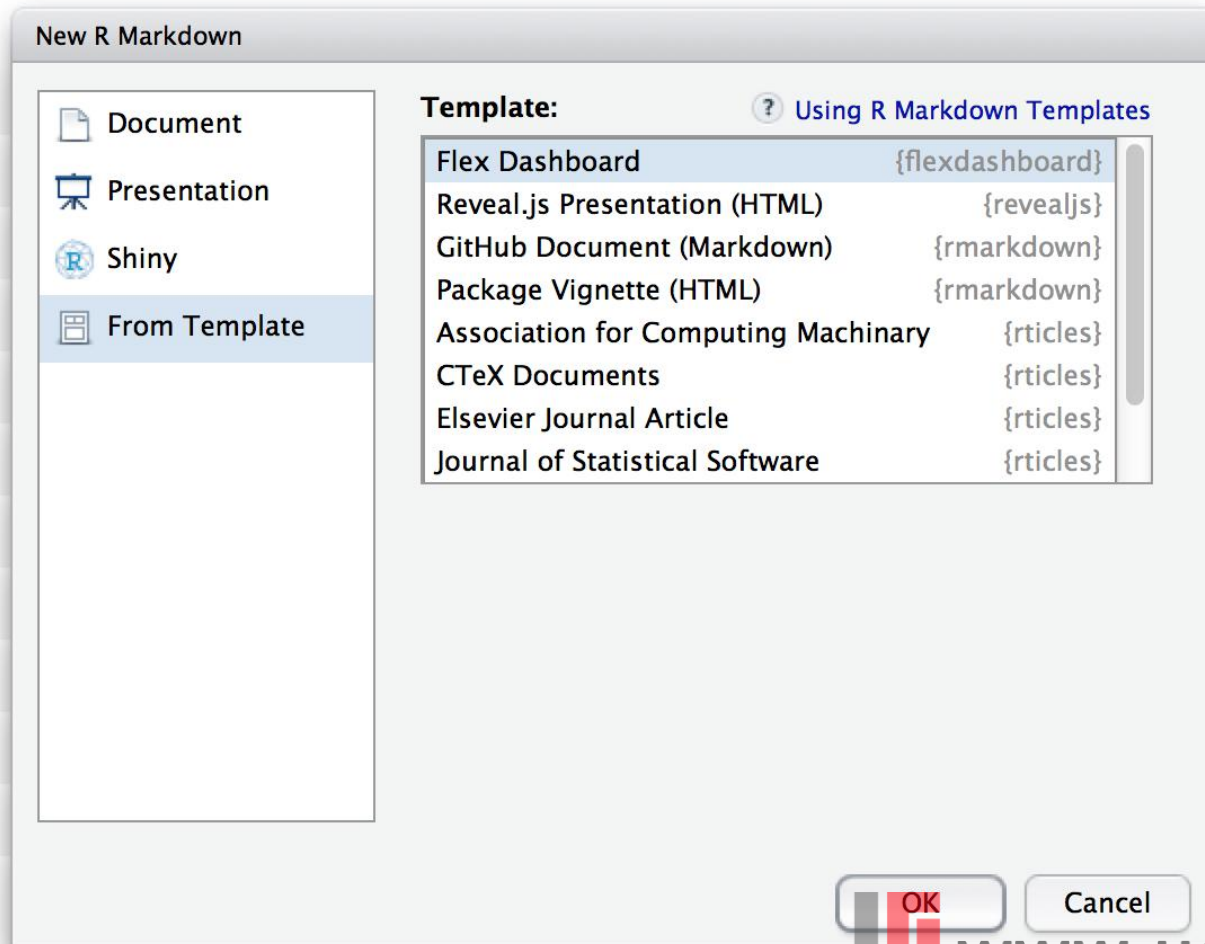 New R Markdown
Document
Presentation
Shiny
From Template
Template:
? Using R Markdown Templates
Flex Dashboard {flexdashboard}
Reveal.js Presentation (HTML) {revealjs}
GitHub Document (Markdown) {rmarkdown}
Package Vignette (HTML) {rmarkdown}
Association for Computing Machinary {rticles}
CTeX Documents {rticles}
Elsevier Journal Article {rticles}
Journal of Statistical Software {rticles}
OK Cancel